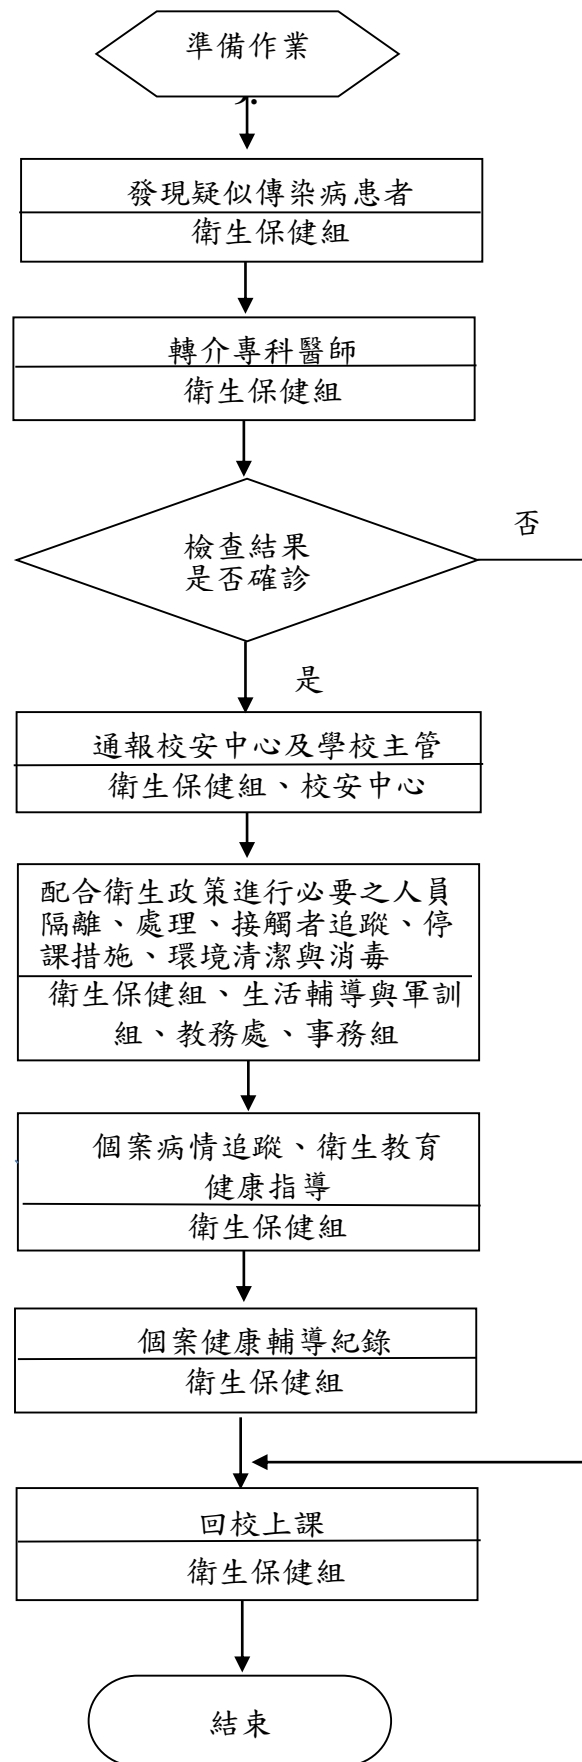 準備作業
發現疑似傳染病患者
衛生保健組
轉介專科醫師
衛生保健組
檢查結果
是否確診
否
是
通報校安中心及學校主管
衛生保健組、校安中心
配合衛生政策進行必要之人員
隔離、處理、接觸者追蹤、停
課措施、環境清潔與消毒
衛生保健組、生活輔導與軍訓
組、教務處、事務組
個案病情追蹤、衛生教育
健康指導
衛生保健組
個案健康輔導紀錄
衛生保健組
回校上課
衛生保健組
結束